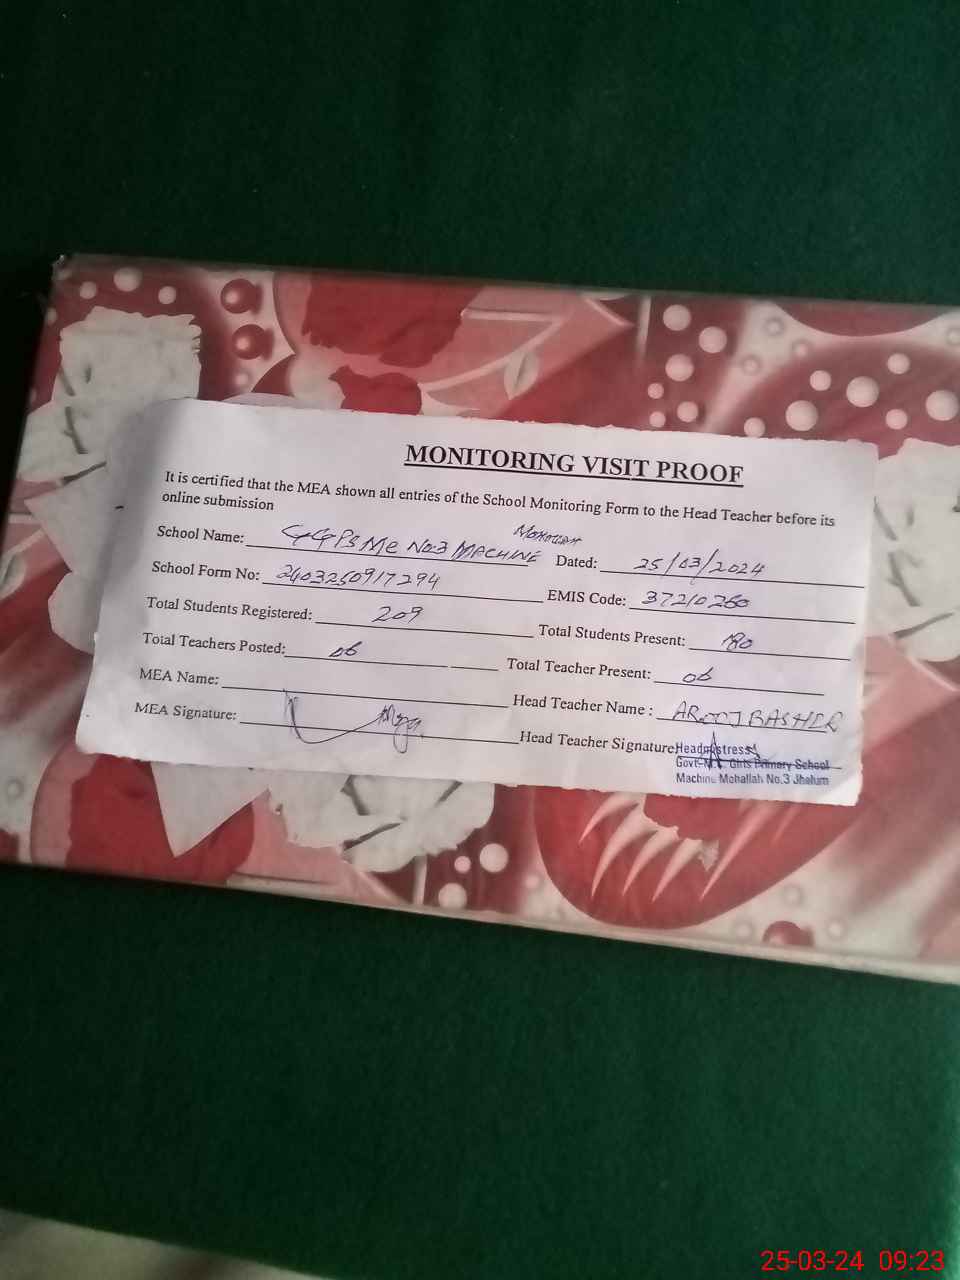 MONITORING VISIT PROOF
It is certified that the MEA shown all entries of the School Monitoring Form to the Head Teacher before its
online submission
School Name: GGPS MC No.3 MACHINE MOHALLAH Dated: 25/03/2024
School Form No: 2403250917294 EMIS Code: 37210260
Total Students Registered: 209 Total Students Present: 180
Total Teachers Posted: 06 Total Teacher Present: 06
MEA Name: Head Teacher Name : AROOJ BASHER
MEA Signature: Head Teacher Signature:
Headmistress
Govt. M.C. Girls Primary School
Machine Mohallah No.3 Jhelum
25-03-24 09:23